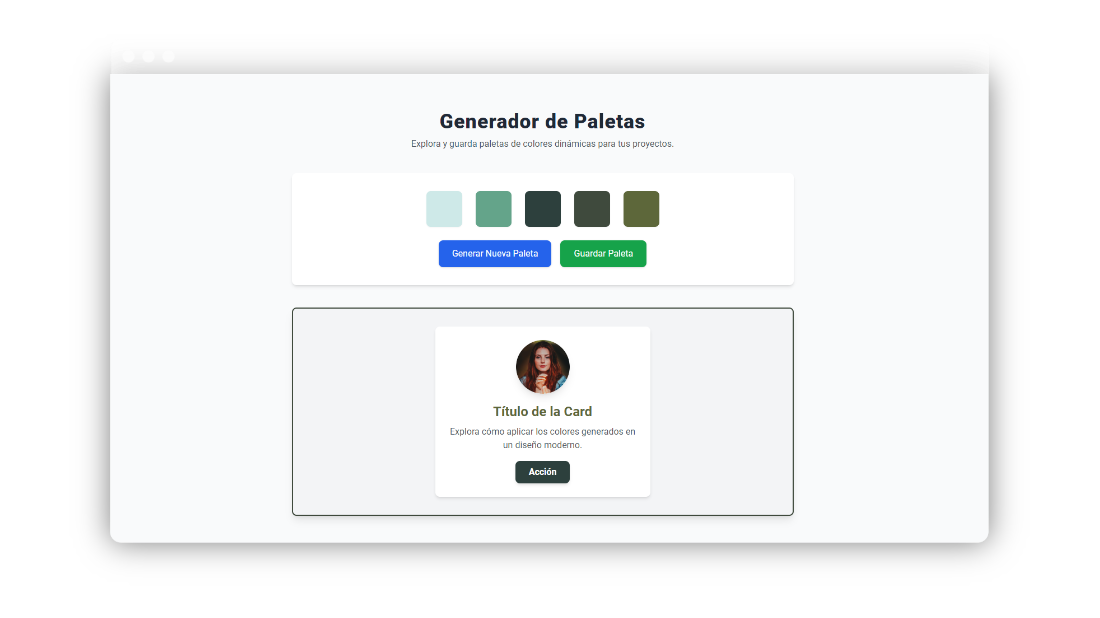 Generador de Paletas
Explora y guarda paletas de colores dinámicas para tus proyectos.
Generar Nueva Paleta
Guardar Paleta
Título de la Card
Explora cómo aplicar los colores generados en
un diseño moderno.
Acción